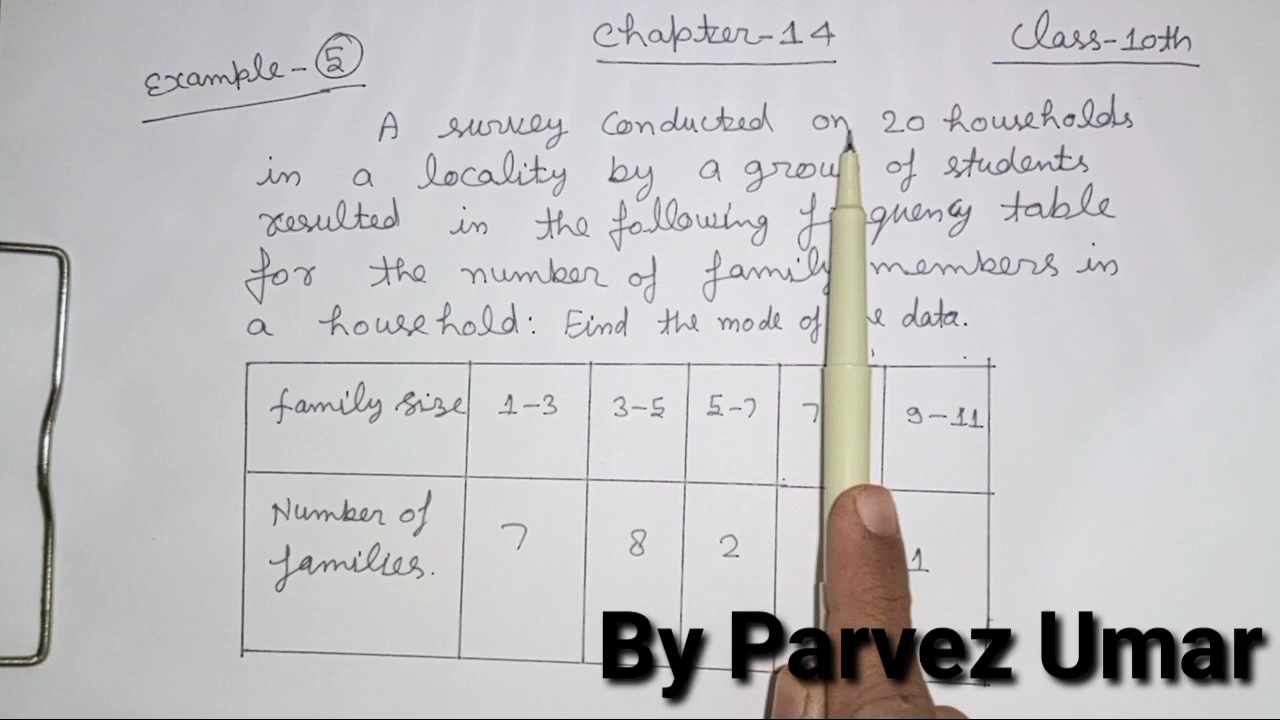 Chapter-14
Class-10th
Example-5
A survey conducted on 20 households
in a locality by a grou of students
resulted in the following f quency table
for the number of family members in
a household: Find the mode of e data.
family size 1-3 3-5 5-7 7 9-11
Number of families. 7 8 2 1
By Parvez Umar